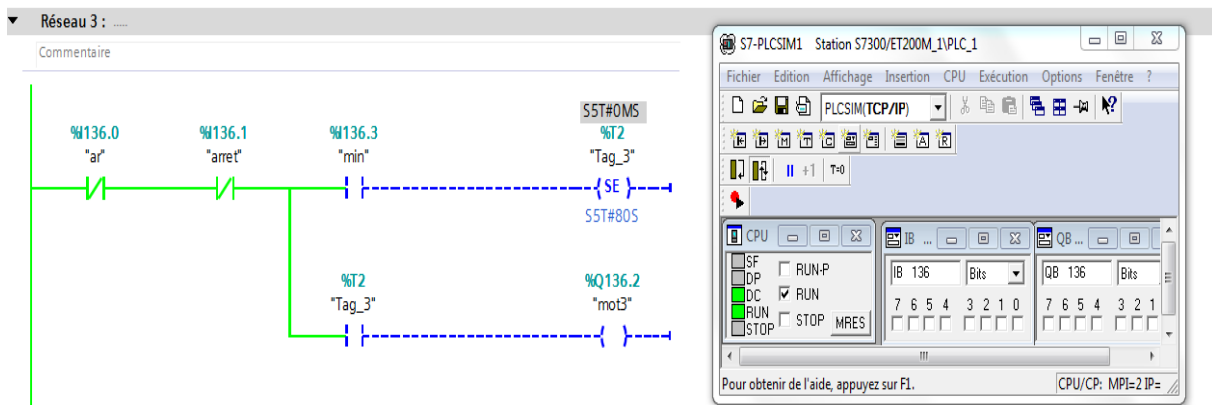 Réseau 3 : .....
Commentaire
%I136.0
"ar"
%I136.1
"arret"
%I136.3
"min"
S5T#0MS
%T2
"Tag_3"
SE
S5T#80S
%T2
"Tag_3"
%Q136.2
"mot3"
S7-PLCSIM1 Station S7300/ET200M_1\PLC_1
Fichier Edition Affichage Insertion CPU Exécution Options Fenêtre ?
PLCSIM(TCP/IP)
+1 T=0
CPU
SF
DP
DC
RUN
STOP
RUN-P
RUN
STOP
MRES
IB ...
IB 136
Bits
7 6 5 4 3 2 1 0
QB ...
QB 136
Bits
7 6 5 4 3 2 1
Pour obtenir de l'aide, appuyez sur F1.
CPU/CP: MPI=2 IP=